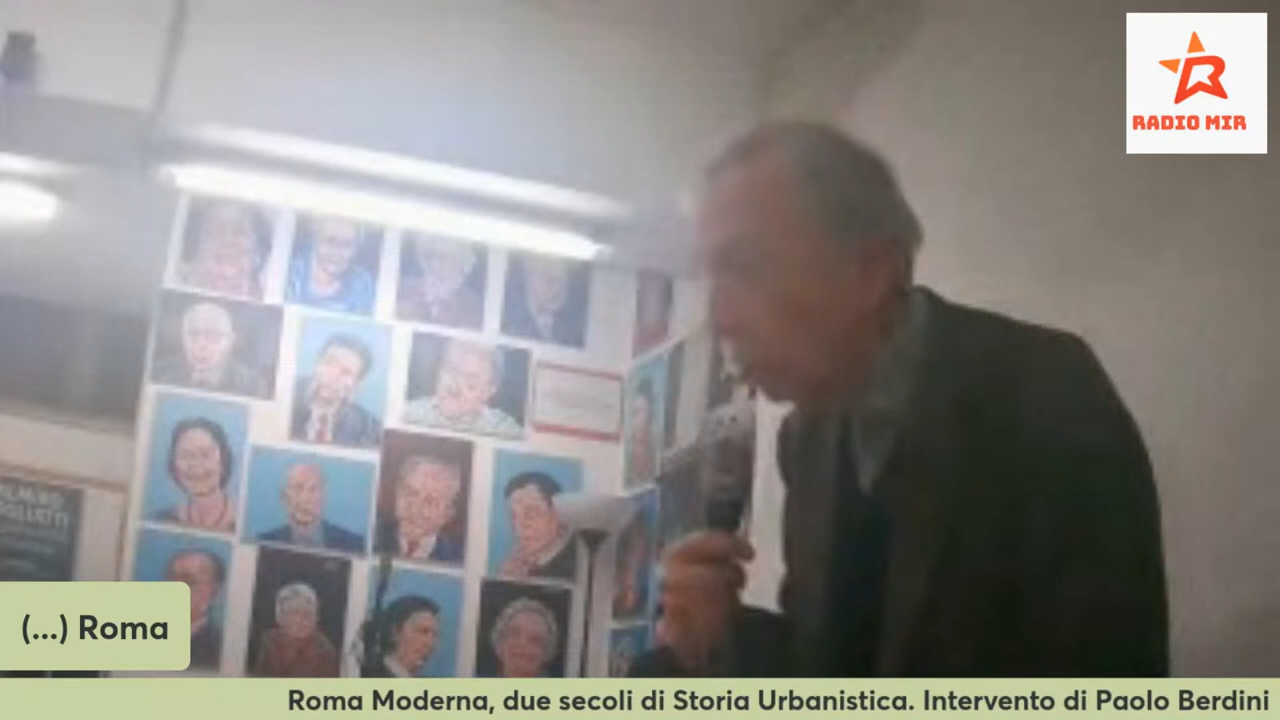 RADIO MIR
(...) Roma
Roma Moderna, due secoli di Storia Urbanistica. Intervento di Paolo Berdini